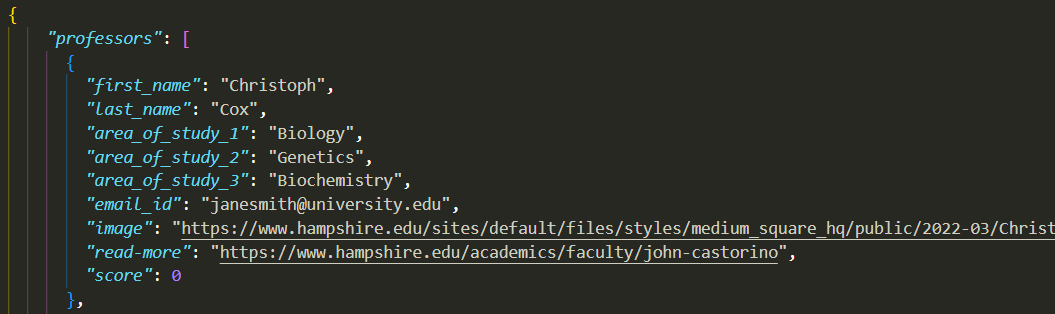 {
"professors": [
{
"first_name": "Christoph",
"last_name": "Cox",
"area_of_study_1": "Biology",
"area_of_study_2": "Genetics",
"area_of_study_3": "Biochemistry",
"email_id": "janesmith@university.edu",
"image": "https://www.hampshire.edu/sites/default/files/styles/medium_square_hq/public/2022-03/Christ
"read-more": "https://www.hampshire.edu/academics/faculty/john-castorino",
"score": 0
},